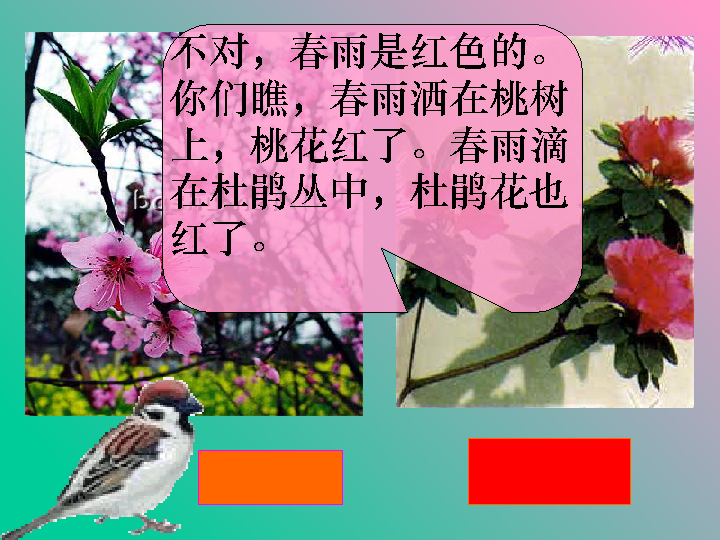 不对，春雨是红色的。
你们瞧，春雨洒在桃树
上，桃花红了。春雨滴
在杜鹃丛中，杜鹃花也
红了。